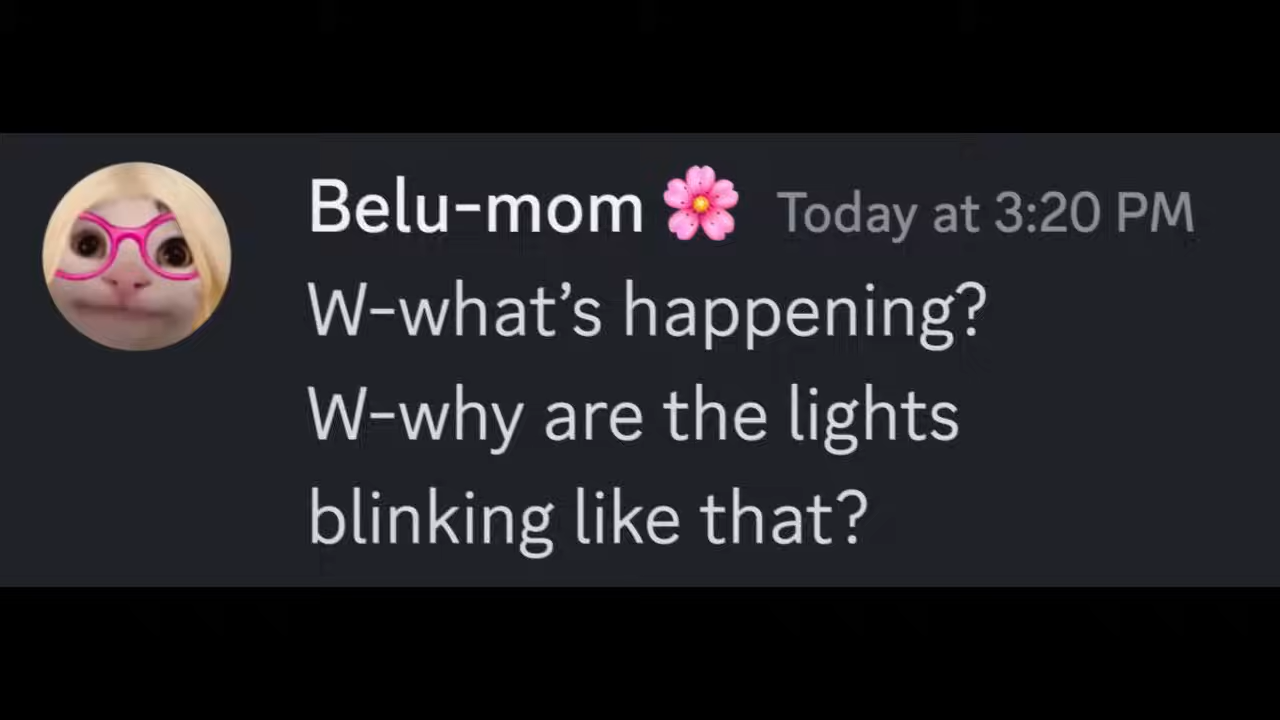 Belu-mom🌸 Today at 3:20 PM
W-what’s happening?
W-why are the lights
blinking like that?